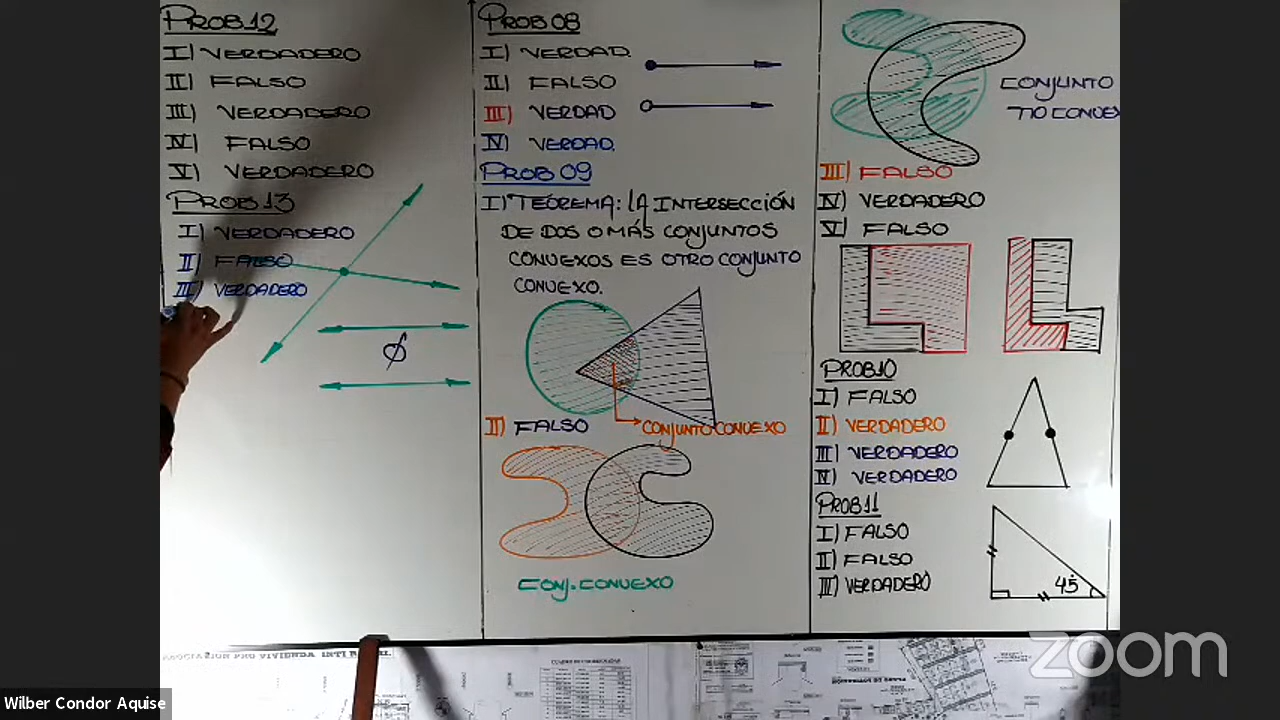 PROB 12
I) VERDADERO
II) FALSO
III) VERDADERO
IV) FALSO
V) VERDADERO
PROB 13
I) VERDADERO
II) FALSO
III) VERDADERO
φ
PROB 08
I) VERDAD.
II) FALSO
III) VERDAD
IV) VERDAD.
PROB 09
I) TEOREMA: LA INTERSECCIÓN
DE DOS O MÁS CONJUNTOS
CONVEXOS ES OTRO CONJUNTO
CONVEXO.
CONJUNTO CONVEXO
II) FALSO
CONJ. CONVEXO
CONJUNTO
NO CONVEX
III) FALSO
IV) VERDADERO
V) FALSO
PROB 10
I) FALSO
II) VERDADERO
III) VERDADERO
IV) VERDADERO
PROB 11
I) FALSO
II) FALSO
III) VERDADERO
45
zoom
Wilber Condor Aquise